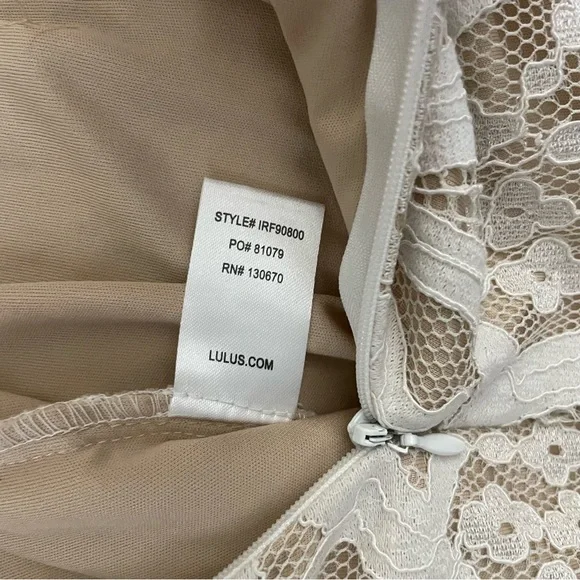 STYLE# IRF90800
PO# 81079
RN# 130670
LULUS.COM